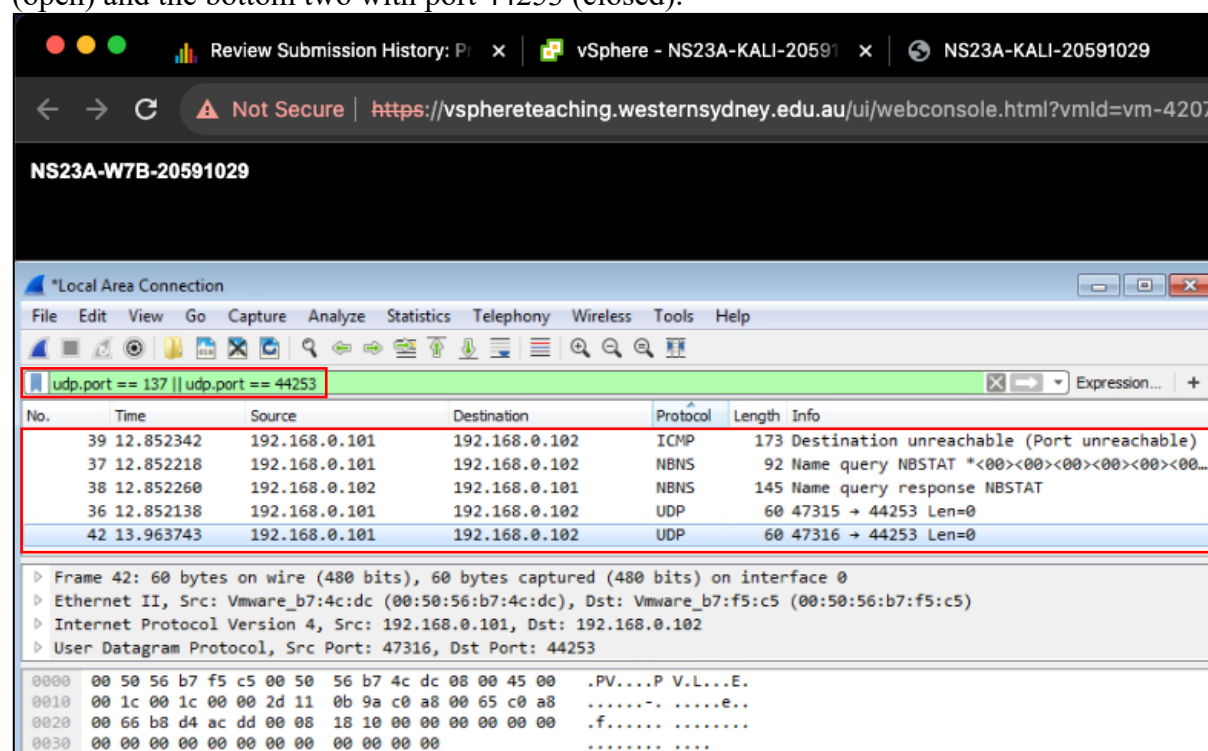 (open) and the bottom two with port 44253 (closed).
Review Submission History: Pr × vSphere - NS23A-KALI-20591 × NS23A-KALI-20591029
Not Secure | https://vsphereteaching.westernsydney.edu.au/ui/webconsole.html?vmId=vm-4207
NS23A-W7B-20591029
*Local Area Connection
File Edit View Go Capture Analyze Statistics Telephony Wireless Tools Help
udp.port == 137 || udp.port == 44253 Expression... +
No. Time Source Destination Protocol Length Info
39 12.852342 192.168.0.101 192.168.0.102 ICMP 173 Destination unreachable (Port unreachable)
37 12.852218 192.168.0.101 192.168.0.102 NBNS 92 Name query NBSTAT *<00><00><00><00><00><00…
38 12.852260 192.168.0.102 192.168.0.101 NBNS 145 Name query response NBSTAT
36 12.852138 192.168.0.101 192.168.0.102 UDP 60 47315 → 44253 Len=0
42 13.963743 192.168.0.101 192.168.0.102 UDP 60 47316 → 44253 Len=0
Frame 42: 60 bytes on wire (480 bits), 60 bytes captured (480 bits) on interface 0
Ethernet II, Src: Vmware_b7:4c:dc (00:50:56:b7:4c:dc), Dst: Vmware_b7:f5:c5 (00:50:56:b7:f5:c5)
Internet Protocol Version 4, Src: 192.168.0.101, Dst: 192.168.0.102
User Datagram Protocol, Src Port: 47316, Dst Port: 44253
0000 00 50 56 b7 f5 c5 00 50 56 b7 4c dc 08 00 45 00 .PV....P V.L...E.
0010 00 1c 00 1c 00 00 2d 11 0b 9a c0 a8 00 65 c0 a8 ......-. .....e..
0020 00 66 b8 d4 ac dd 00 08 18 10 00 00 00 00 00 00 .f...... ........
0030 00 00 00 00 00 00 00 00 00 00 00 00 ........ ....